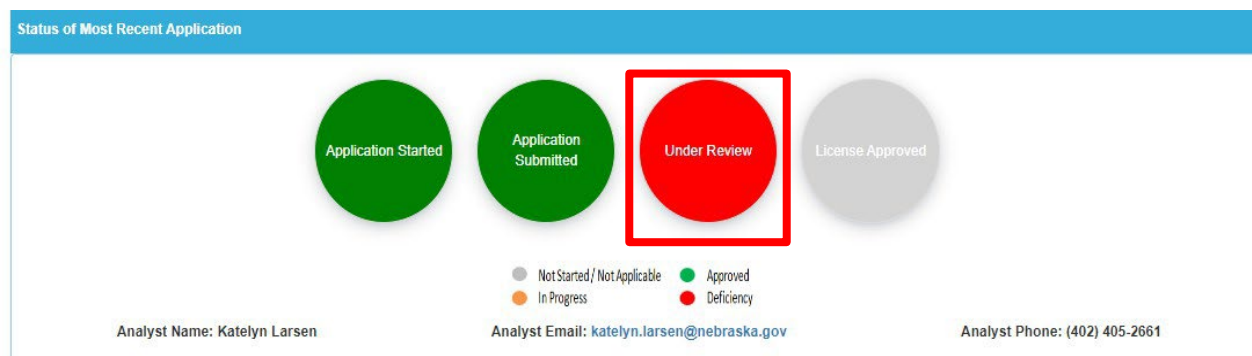 Status of Most Recent Application
Application Started
Application
Submitted
Under Review
License Approved
Not Started / Not Applicable
Approved
In Progress
Deficiency
Analyst Name: Katelyn Larsen
Analyst Email: katelyn.larsen@nebraska.gov
Analyst Phone: (402) 405-2661